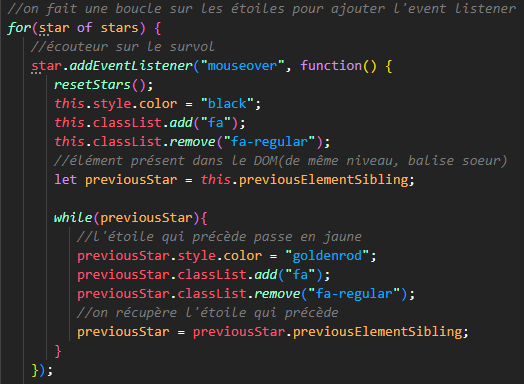 //on fait une boucle sur les étoiles pour ajouter l'event listener
for(star of stars) {
//écouteur sur le survol
star.addEventListener("mouseover", function() {
resetStars();
this.style.color = "black";
this.classList.add("fa");
this.classList.remove("fa-regular");
//élément présent dans le DOM(de même niveau, balise soeur)
let previousStar = this.previousElementSibling;
while(previousStar){
//l'étoile qui précède passe en jaune
previousStar.style.color = "goldenrod";
previousStar.classList.add("fa");
previousStar.classList.remove("fa-regular");
//on récupère l'étoile qui précède
previousStar = previousStar.previousElementSibling;
}
});